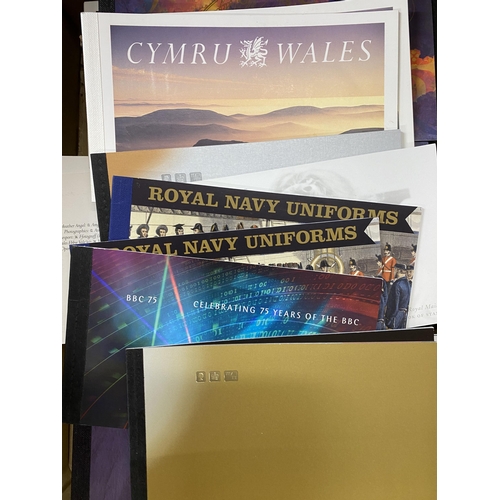 CYMRU WALES
ROYAL NAVY UNIFORMS
ROYAL NAVY UNIFORMS
BBC 75
CELEBRATING 75 YEARS OF THE BBC